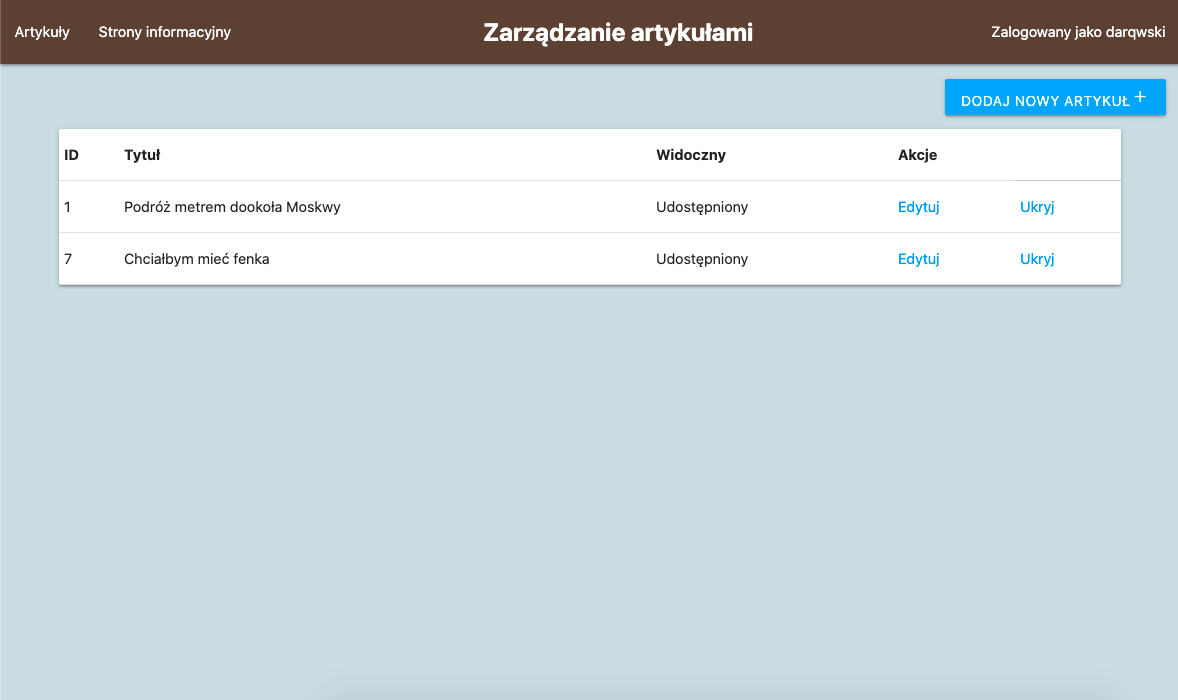 Artykuły Strony informacyjny Zarządzanie artykułami Zalogowany jako darqwski
DODAJ NOWY ARTYKUŁ +
ID Tytuł Widoczny Akcje
1 Podróż metrem dookoła Moskwy Udostępniony Edytuj Ukryj
7 Chciałbym mieć fenka Udostępniony Edytuj Ukryj